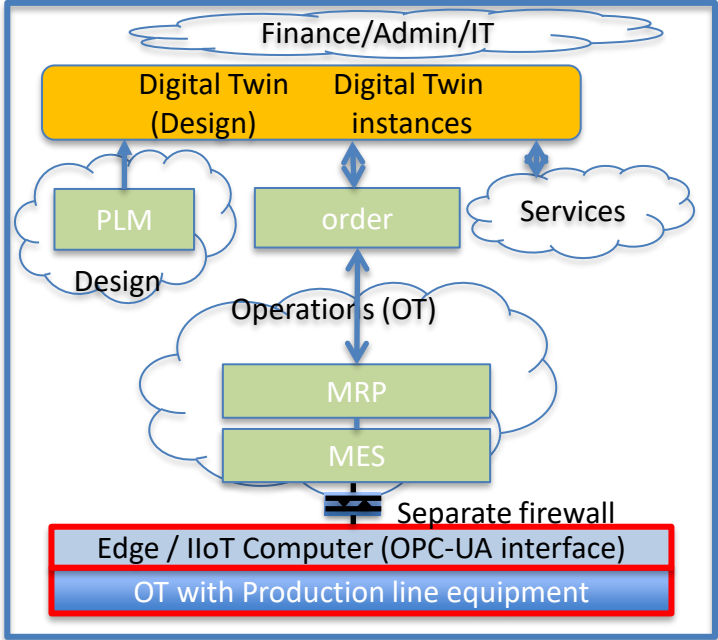 Finance/Admin/IT
Digital Twin (Design)
Digital Twin instances
PLM
order
Services
Design
Operations (OT)
MRP
MES
Separate firewall
Edge / IIoT Computer (OPC-UA interface)
OT with Production line equipment